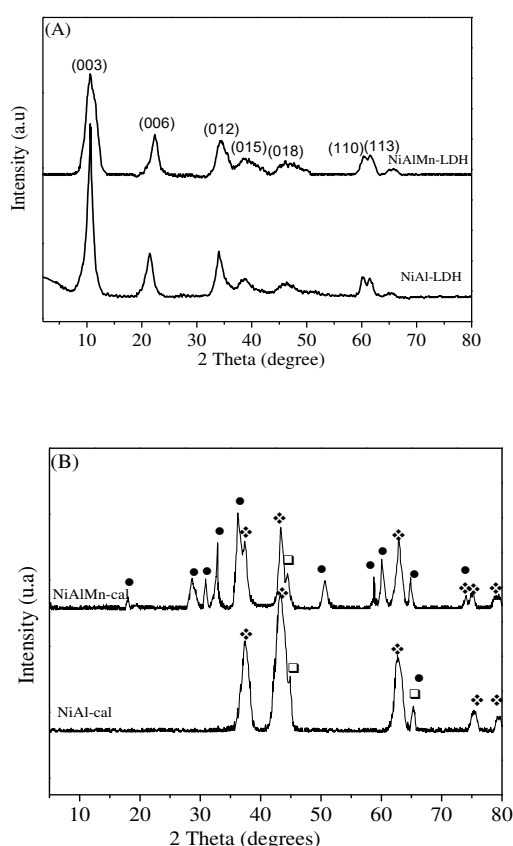 (A)
(003)
(006)
(012)
(015)
(018)
(110)
(113)
NiAlMn-LDH
NiAl-LDH
Intensity (a.u)
10 20 30 40 50 60 70 80
2 Theta (degree)
(B)
NiAlMn-cal
NiAl-cal
Intensity (u.a)
10 20 30 40 50 60 70 80
2 Theta (degrees)